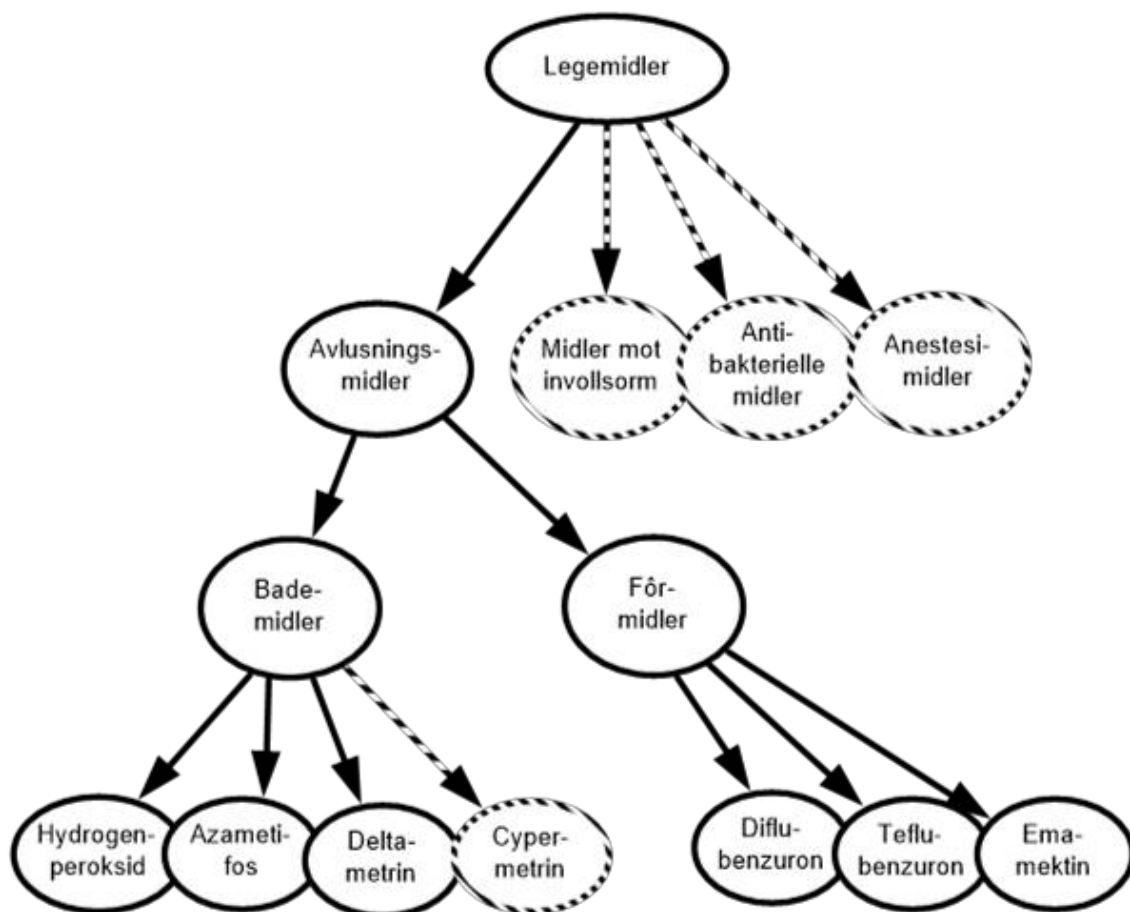 Legemidler
Avlusnings-
midler
Midler mot
invollsorm
Anti-
bakterielle
midler
Anestesi-
midler
Bade-
midler
Fôr-
midler
Hydrogen-
peroksid
Azameti-
fos
Delta-
metrin
Cyper-
metrin
Diflu-
benzuron
Teflu-
benzuron
Ema-
mektin